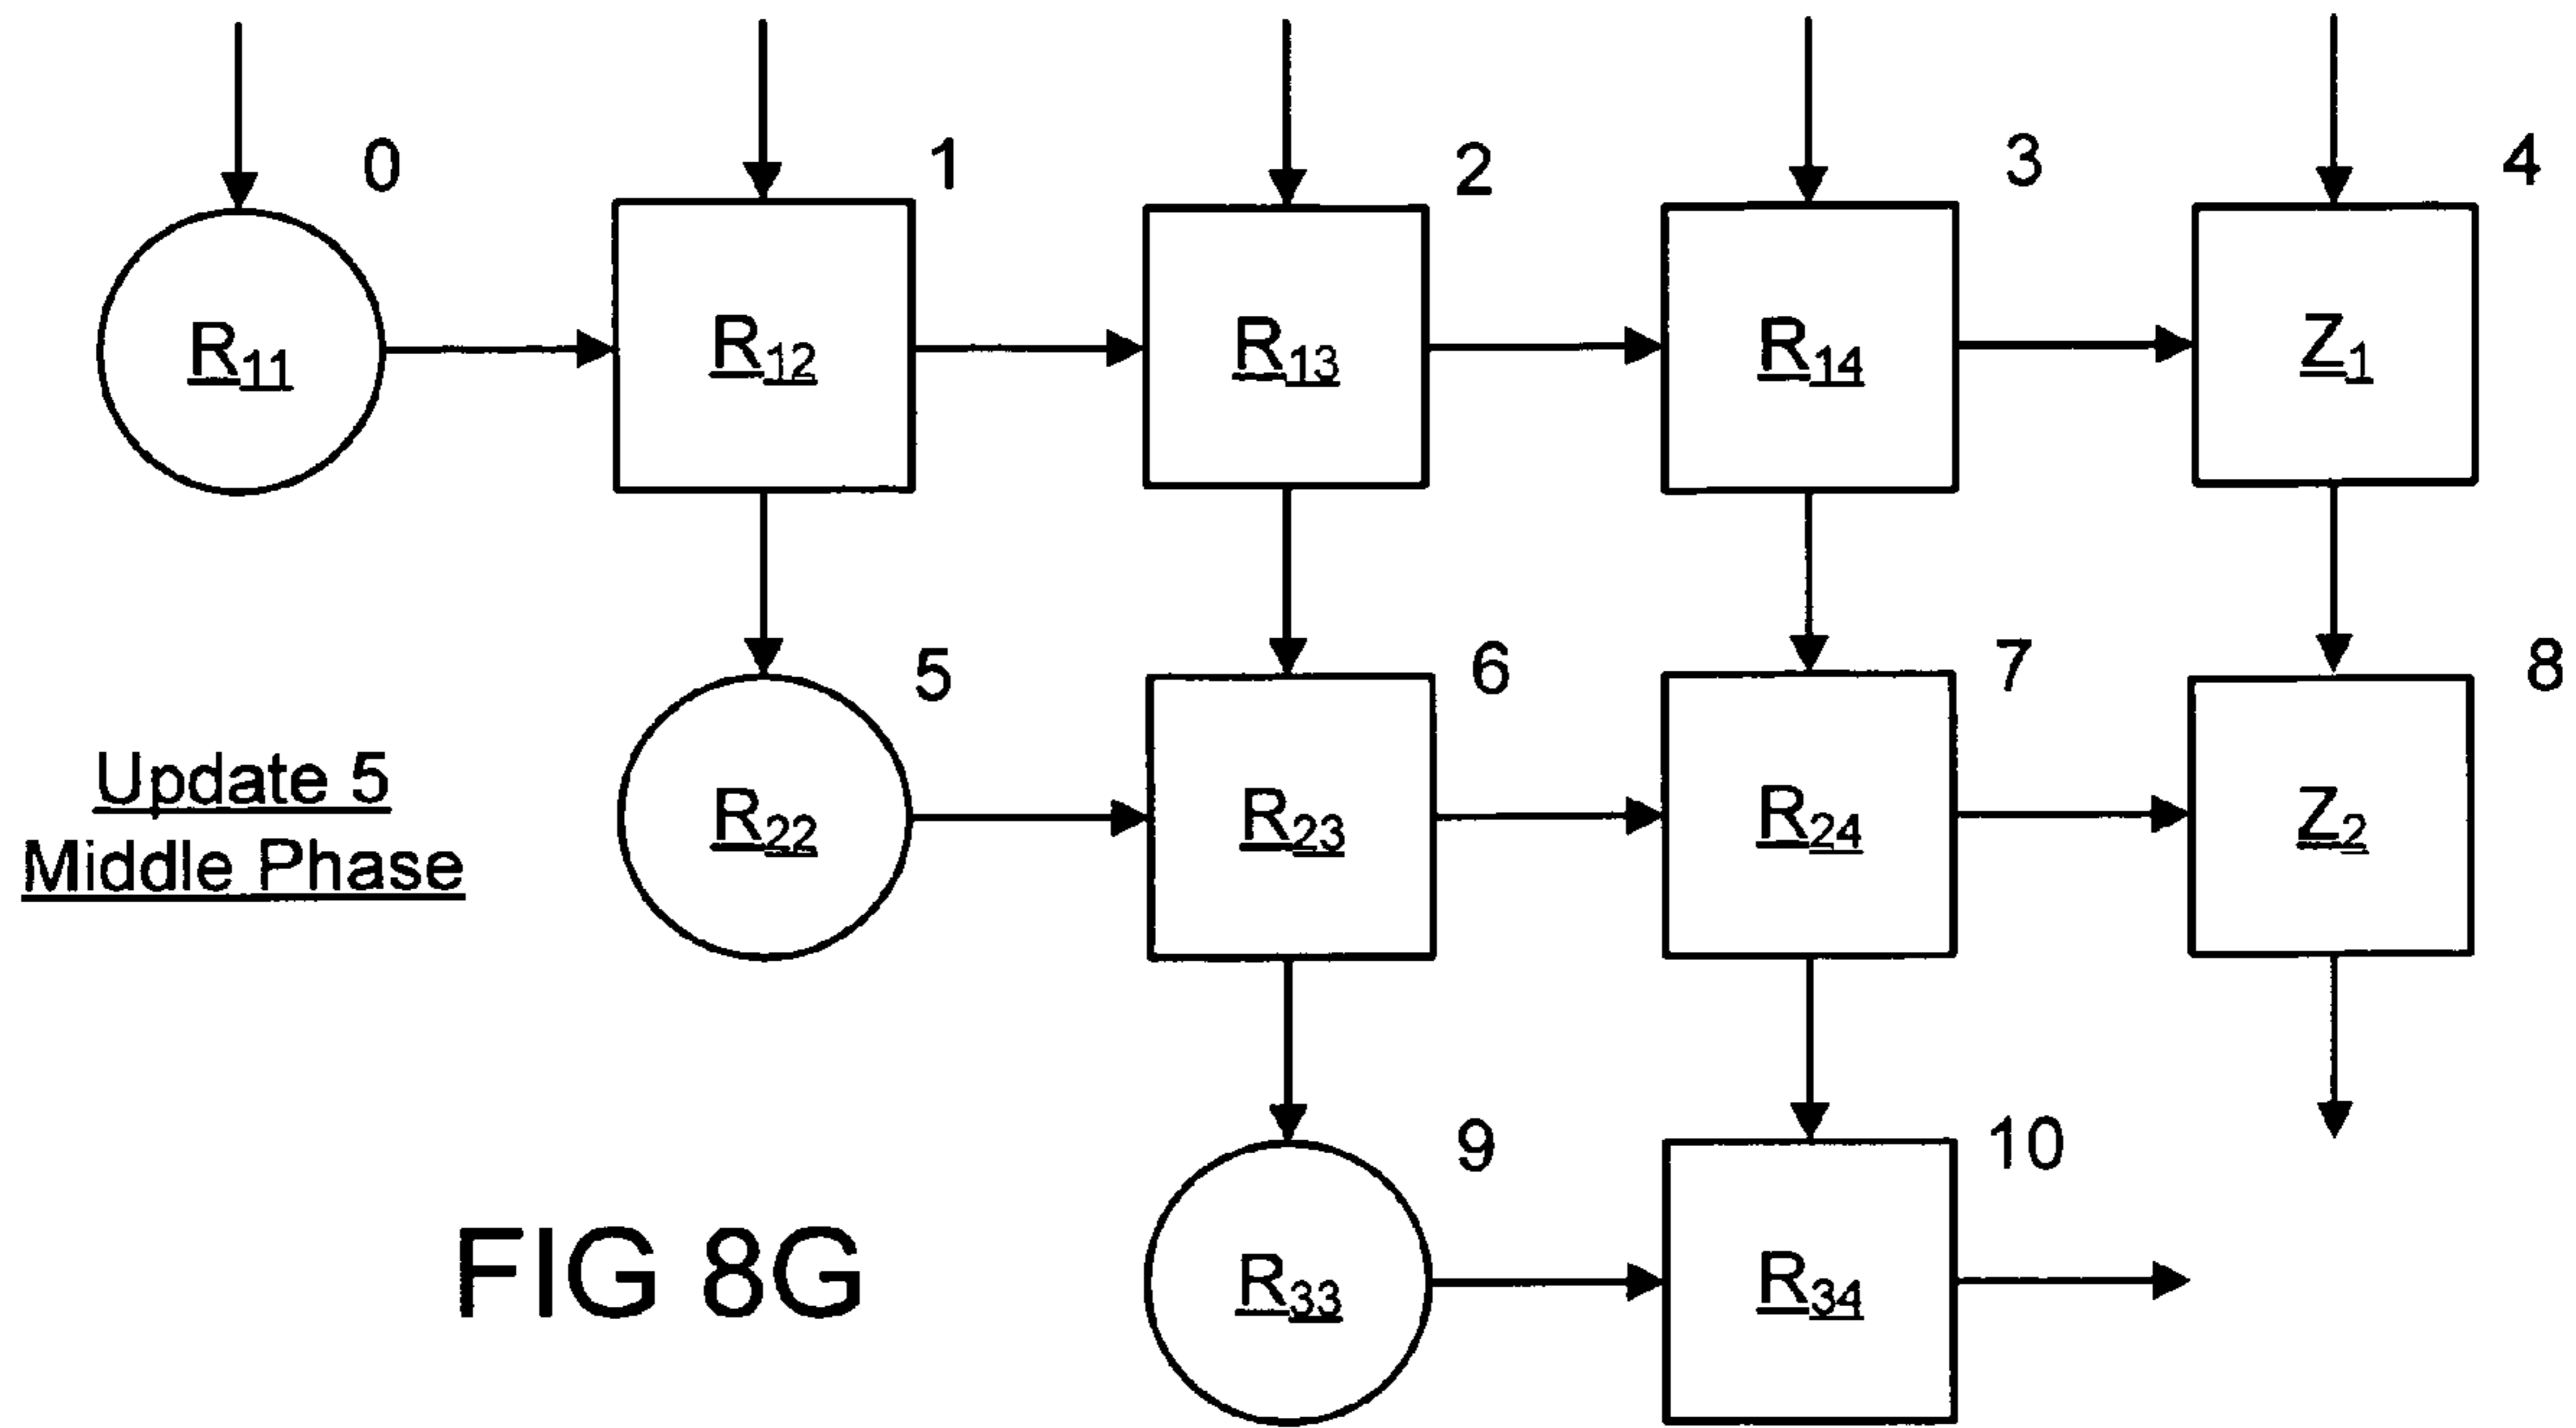 0 1 2 3 4
R11 R12 R13 R14 Z1
5 6 7 8
Update 5
Middle Phase
R22 R23 R24 Z2
9 10
R33 R34
FIG 8G